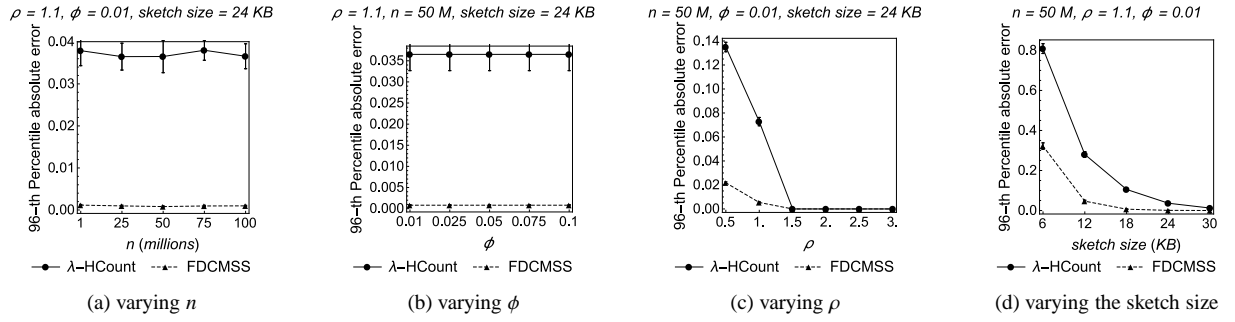 ρ = 1.1, ϕ = 0.01, sketch size = 24 KB
96-th Percentile absolute error
0.04
0.03
0.02
0.01
0.00
1 25 50 75 100
n (millions)
λ-HCount FDCMSS
(a) varying n
ρ = 1.1, n = 50 M, sketch size = 24 KB
96-th Percentile absolute error
0.035
0.030
0.025
0.020
0.015
0.010
0.005
0.000
0.01 0.025 0.05 0.075 0.1
ϕ
λ-HCount FDCMSS
(b) varying ϕ
n = 50 M, ϕ = 0.01, sketch size = 24 KB
96-th Percentile absolute error
0.14
0.12
0.10
0.08
0.06
0.04
0.02
0.00
0.5 1. 1.5 2. 2.5 3.
ρ
λ-HCount FDCMSS
(c) varying ρ
n = 50 M, ρ = 1.1, ϕ = 0.01
96-th Percentile absolute error
0.8
0.6
0.4
0.2
0.0
6 12 18 24 30
sketch size (KB)
λ-HCount FDCMSS
(d) varying the sketch size